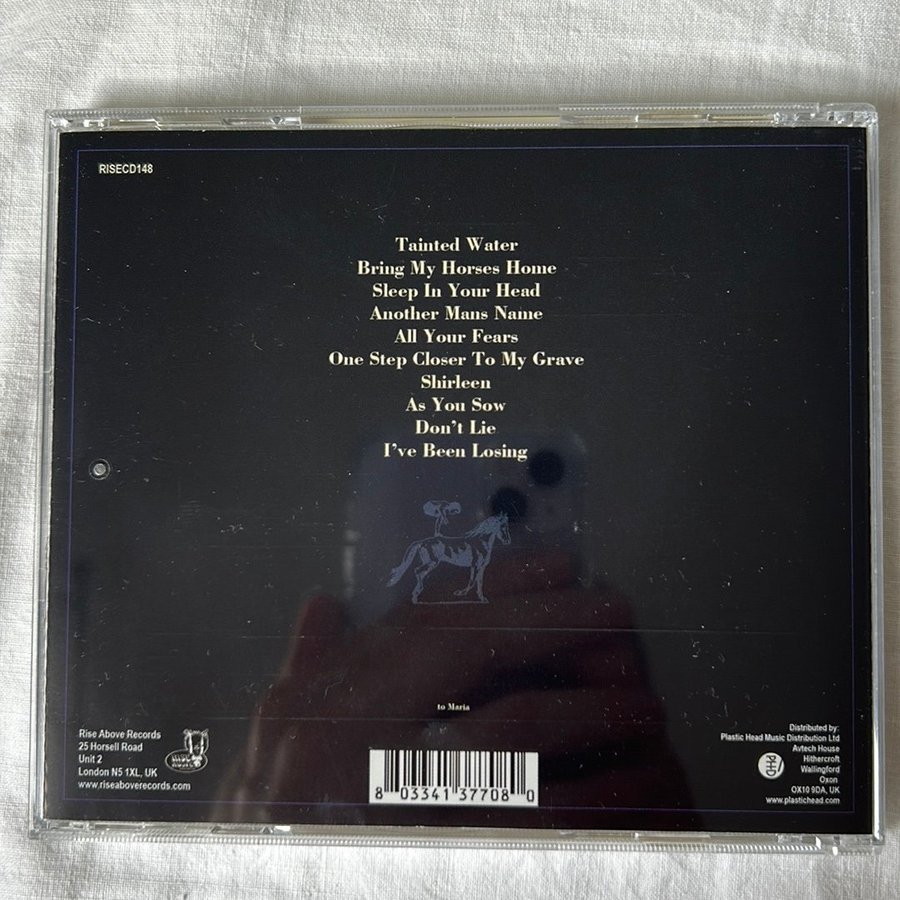 RISECD148
Tainted Water
Bring My Horses Home
Sleep In Your Head
Another Mans Name
All Your Fears
One Step Closer To My Grave
Shirleen
As You Sow
Don't Lie
I've Been Losing
to Maria
Rise Above Records
25 Horsell Road
Unit 2
London N5 1XL, UK
www.riseaboverecords.com
8 03341 37708 0
Distributed by:
Plastic Head Music Distribution Ltd
Avtech House
Hithercroft
Wallingford
Oxon
OX10 9DA, UK
www.plastichead.com
PHD